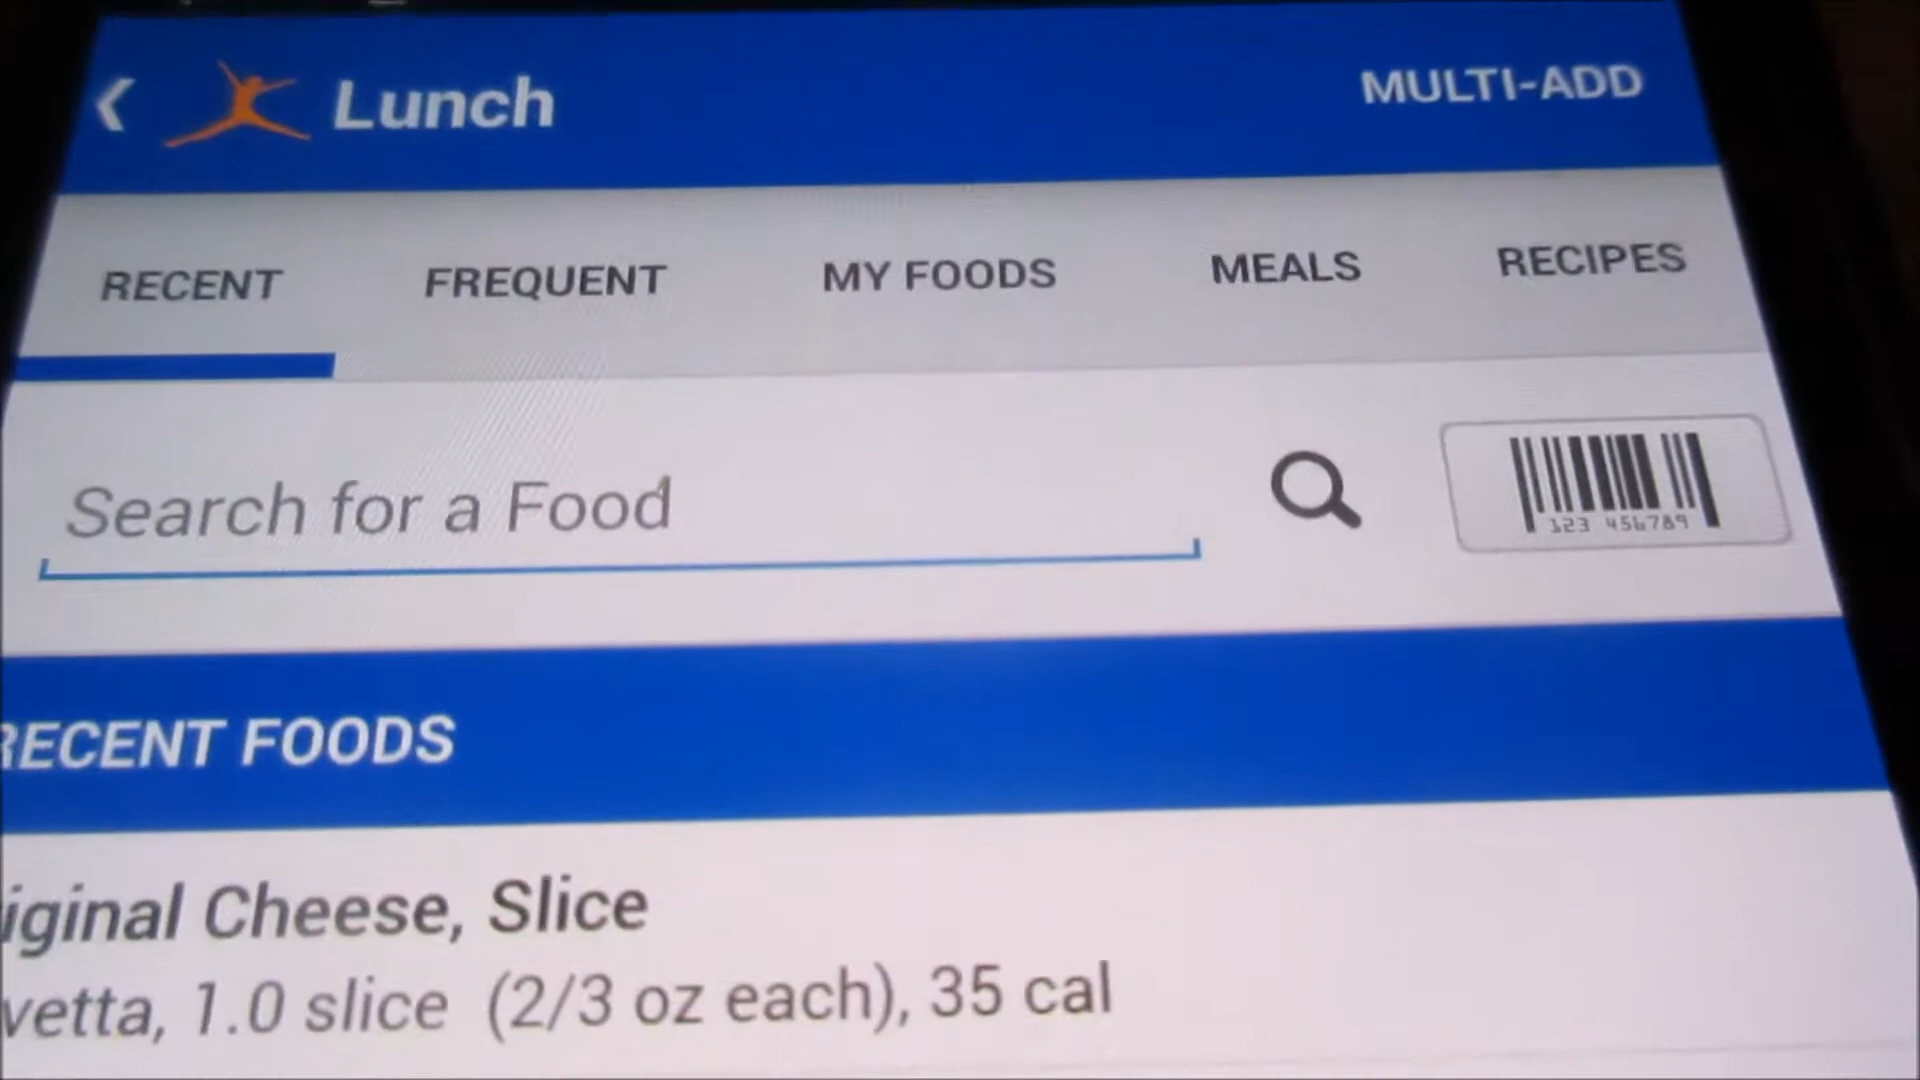 Lunch
MULTI-ADD
RECENT FREQUENT MY FOODS MEALS RECIPES
Search for a Food
123 456789
RECENT FOODS
iginal Cheese, Slice
vetta, 1.0 slice (2/3 oz each), 35 cal